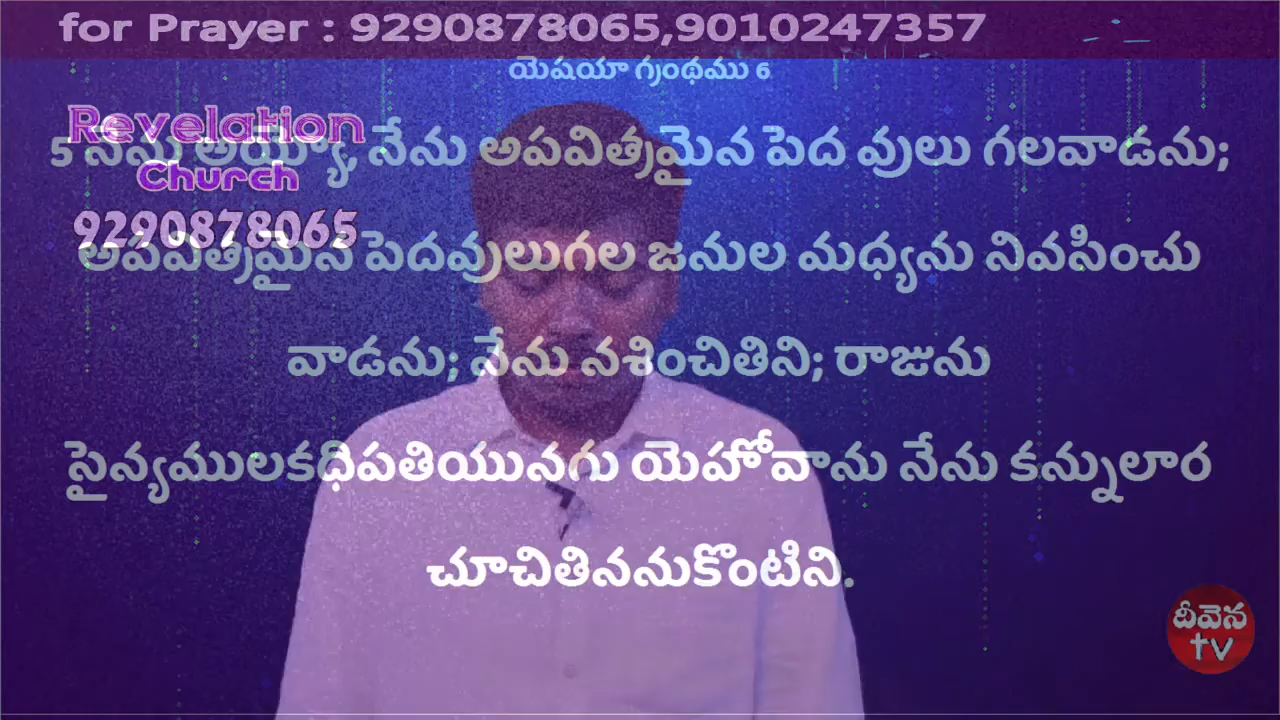 for Prayer : 9290878065,9010247357
యెషయా గ్రంథము 6
Revelation
Church
9290878065
5 నేను అయ్యో, నేను అపవిత్రమైన పెద వులు గలవాడను;
అపవిత్రమైన పెదవులుగల జనుల మధ్యను నివసించు
వాడను; నేను నశించితిని; రాజును
సైన్యములకధిపతియునగు యెహోవాను నేను కన్నులార
చూచితిననుకొంటిని.
దీవెన
tv